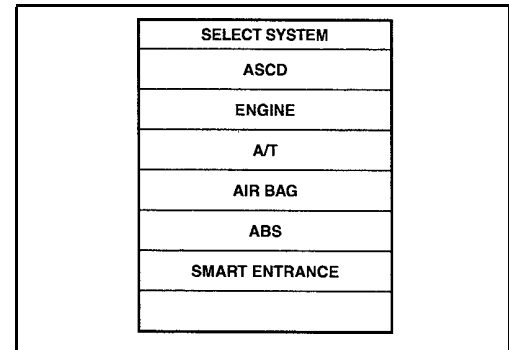 SELECT SYSTEM
ASCD
ENGINE
A/T
AIR BAG
ABS
SMART ENTRANCE